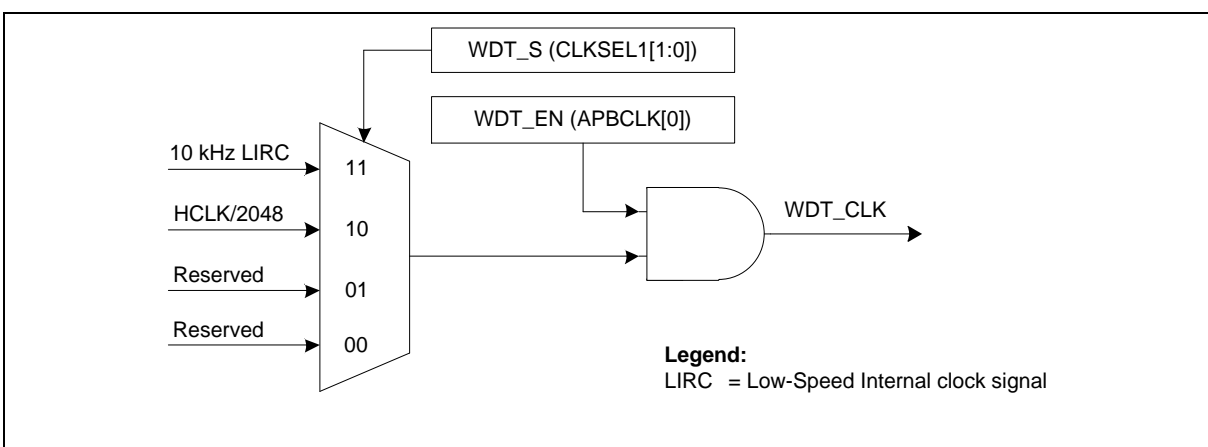 WDT_S (CLKSEL1[1:0])
WDT_EN (APBCLK[0])
10 kHz LIRC
11
HCLK/2048
10
WDT_CLK
Reserved
01
Reserved
00
Legend:
LIRC = Low-Speed Internal clock signal